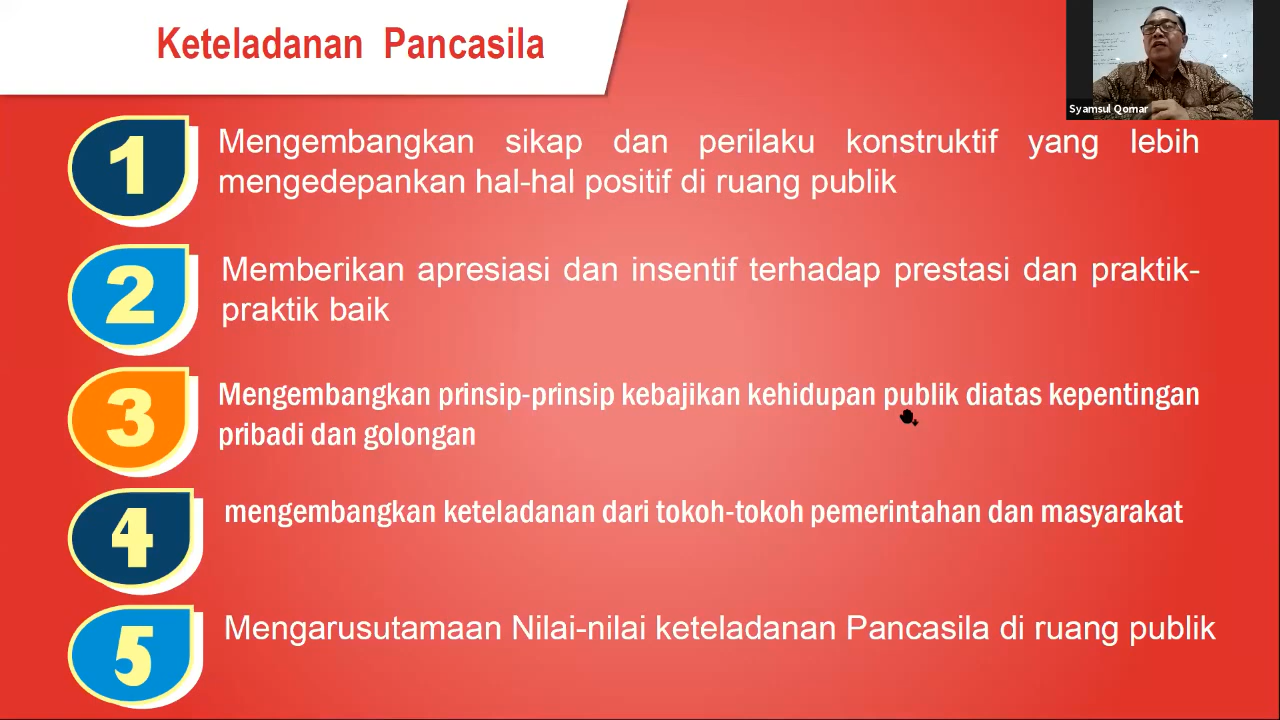 Keteladanan Pancasila
Syamsul Qomar
1
Mengembangkan sikap dan perilaku konstruktif yang lebih
mengedepankan hal-hal positif di ruang publik
2
Memberikan apresiasi dan insentif terhadap prestasi dan praktik-
praktik baik
3
Mengembangkan prinsip-prinsip kebajikan kehidupan publik diatas kepentingan
pribadi dan golongan
4
mengembangkan keteladanan dari tokoh-tokoh pemerintahan dan masyarakat
5
Mengarusutamaan Nilai-nilai keteladanan Pancasila di ruang publik